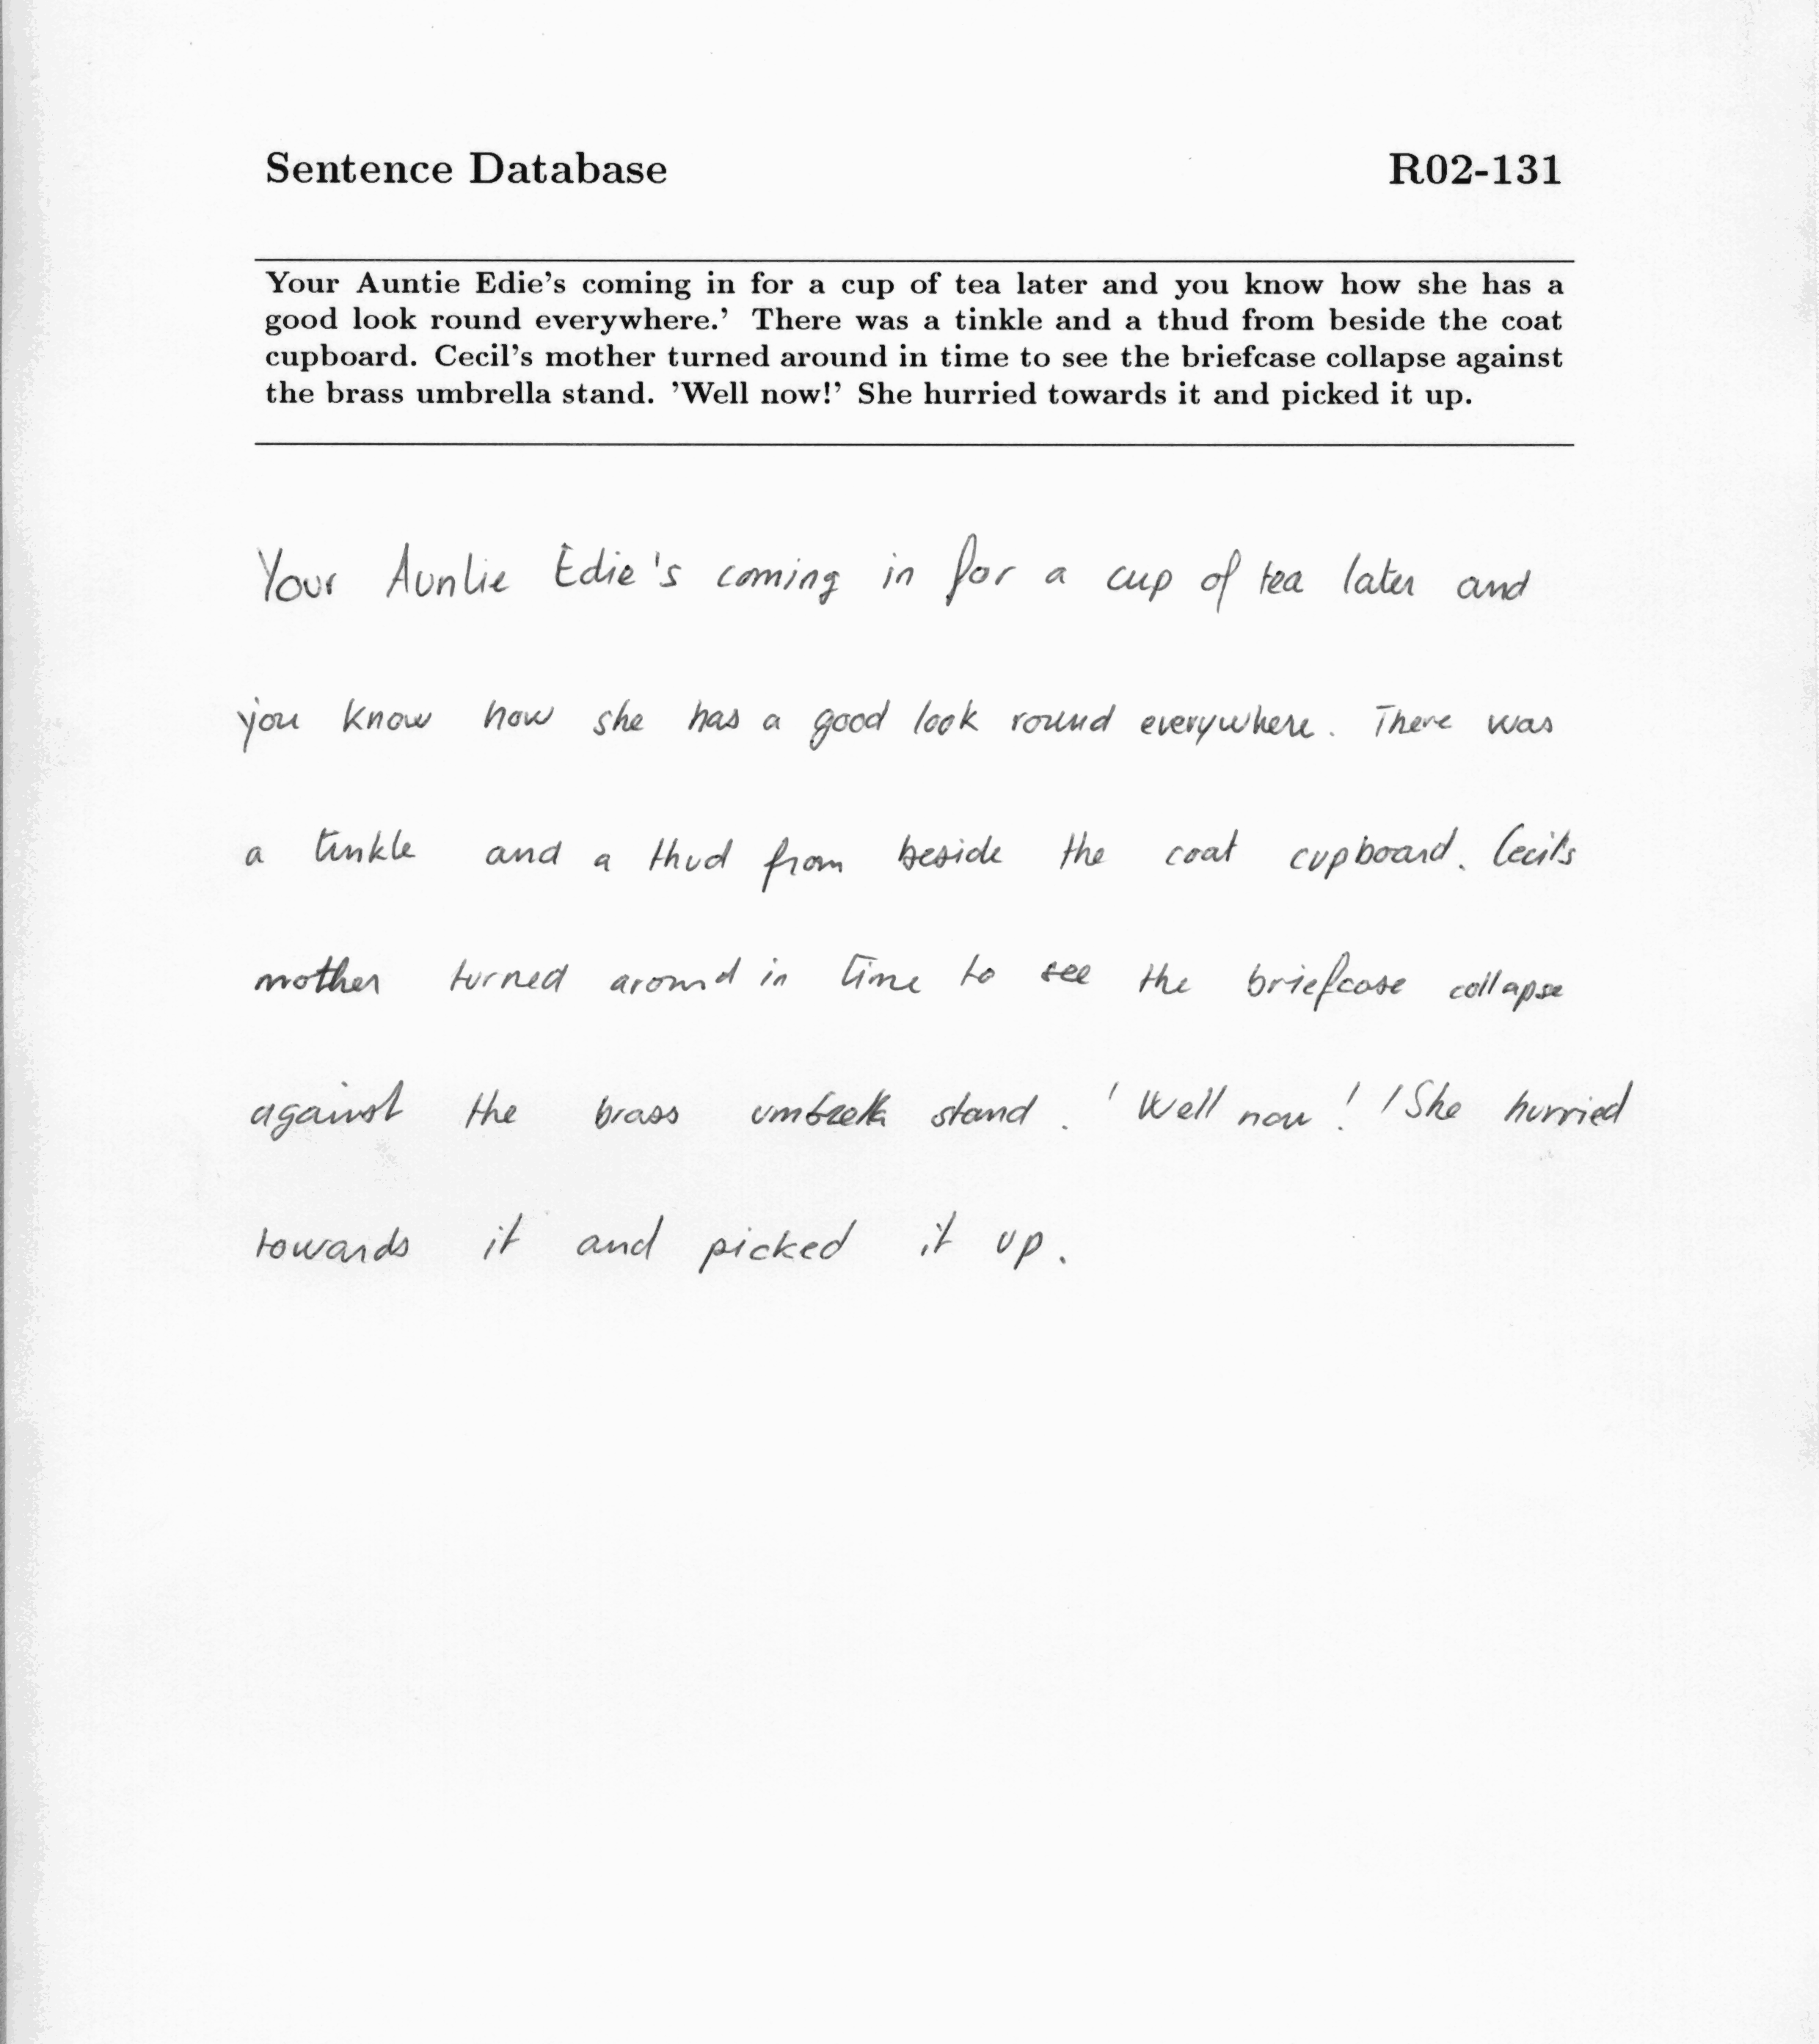 Sentence Database R02-131
Your Auntie Edie's coming in for a cup of tea later and you know how she has a
good look round everywhere.' There was a tinkle and a thud from beside the coat
cupboard. Cecil's mother turned around in time to see the briefcase collapse against
the brass umbrella stand. 'Well now!' She hurried towards it and picked it up.
Your Auntie Edie's coming in for a cup of tea later and
you know how she has a good look round everywhere. There was
a tinkle and a thud from beside the coat cupboard. Cecil's
mother turned around in time to see the briefcase collapse
against the brass stand. 'Well now!' She hurried
towards it and picked it up.